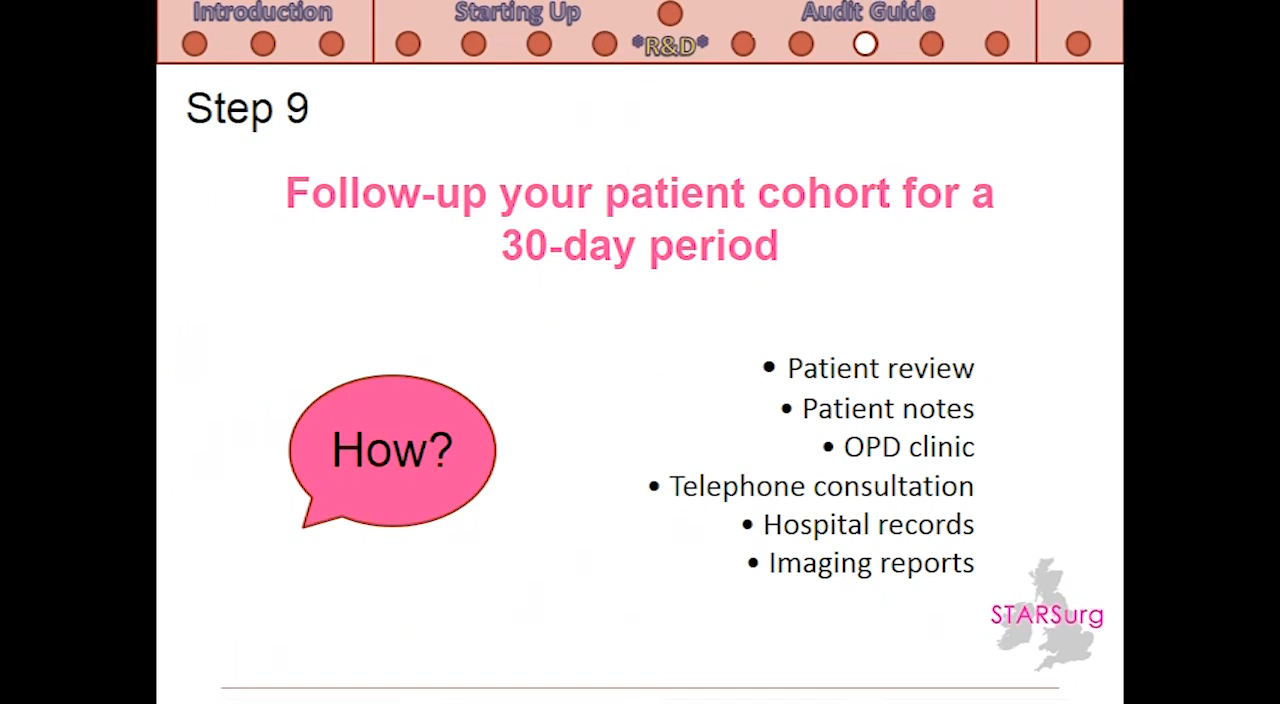 Introduction
Starting Up
Audit Guide
*R&D*
Step 9
Follow-up your patient cohort for a
30-day period
How?
• Patient review
• Patient notes
• OPD clinic
• Telephone consultation
• Hospital records
• Imaging reports
STARSurg